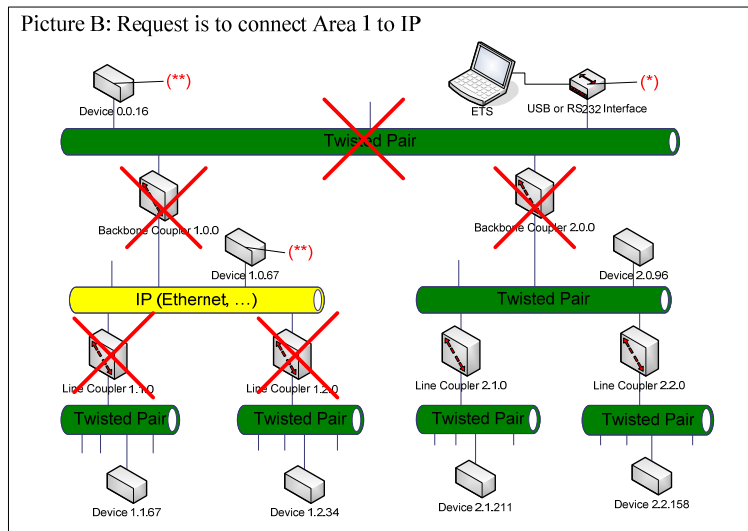 Picture B: Request is to connect Area 1 to IP
(**)
(*)
Device 0.0.16
ETS
USB or RS232 Interface
Twisted Pair
Backbone Coupler 1.0.0
Backbone Coupler 2.0.0
(**)
Device 1.0.67
Device 2.0.96
IP (Ethernet, ...)
Twisted Pair
Line Coupler 1.1.0
Line Coupler 1.2.0
Line Coupler 2.1.0
Line Coupler 2.2.0
Twisted Pair
Twisted Pair
Twisted Pair
Twisted Pair
Device 1.1.67
Device 1.2.34
Device 2.1.211
Device 2.2.158